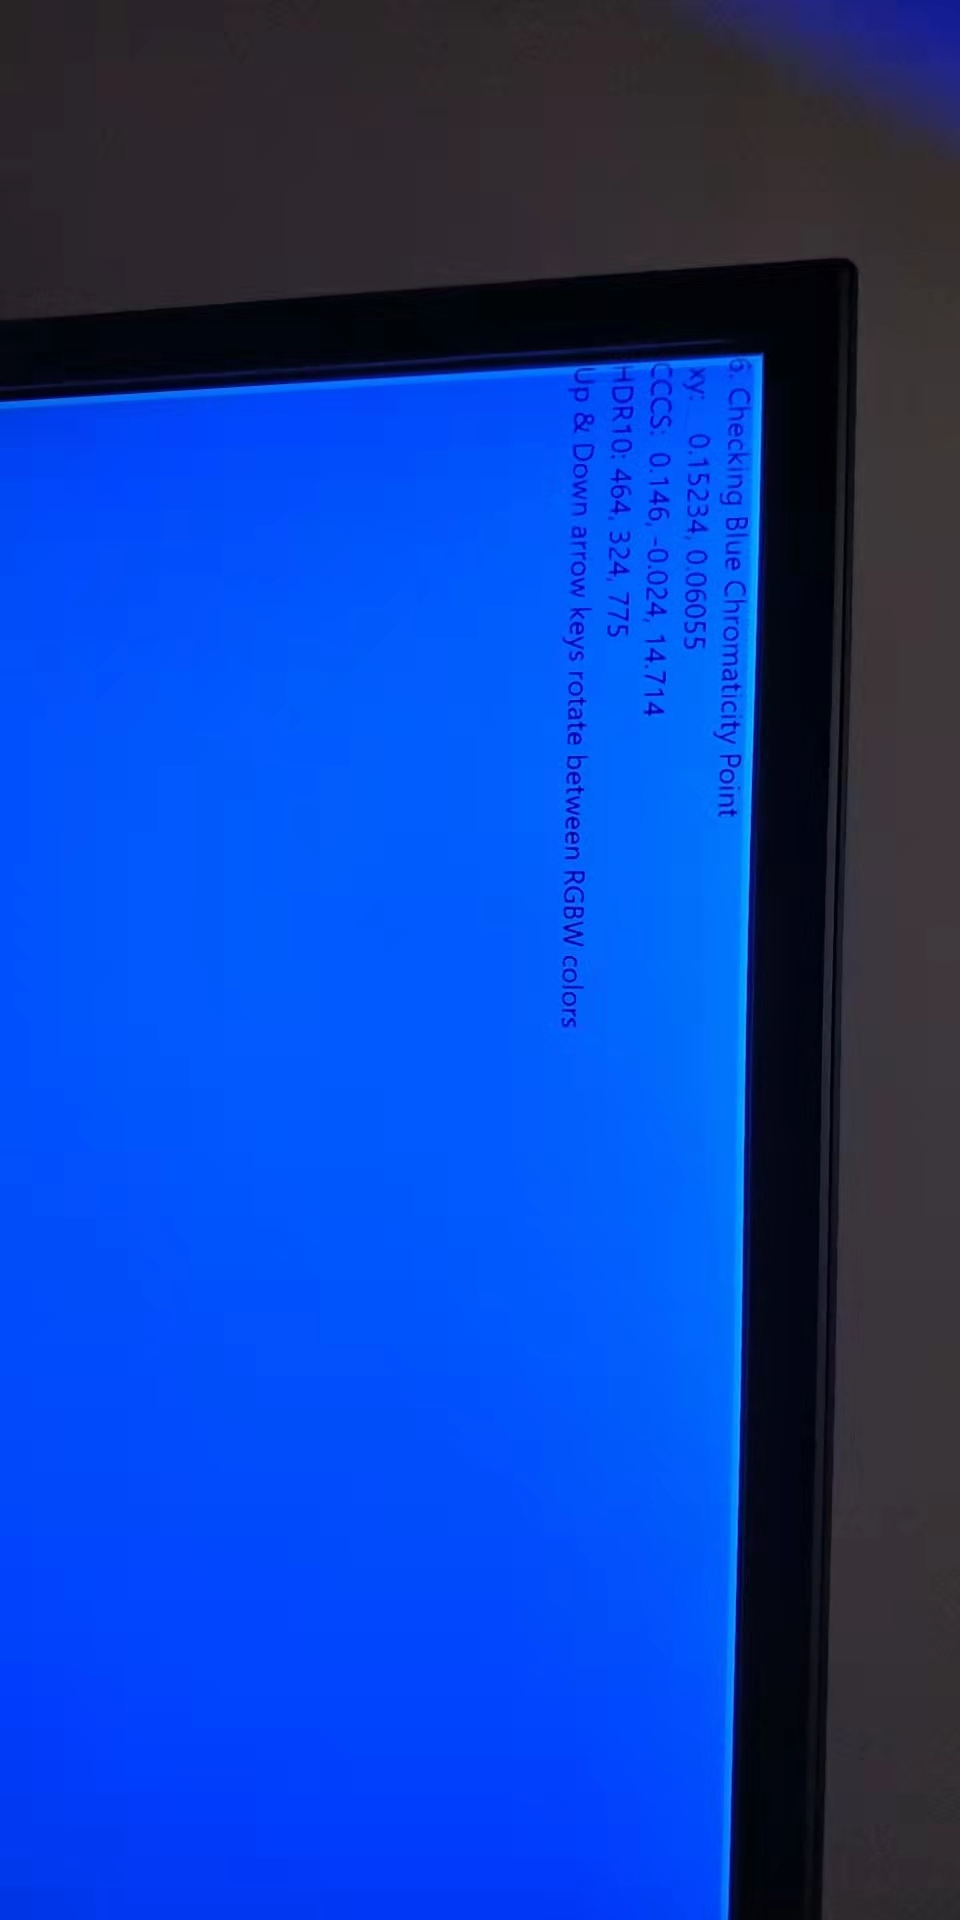 6. Checking Blue Chromaticity Point
xy: 0.15234, 0.06055
CCCS: 0.146, -0.024, 14.714
HDR10: 464, 324, 775
Up & Down arrow keys rotate between RGBW colors